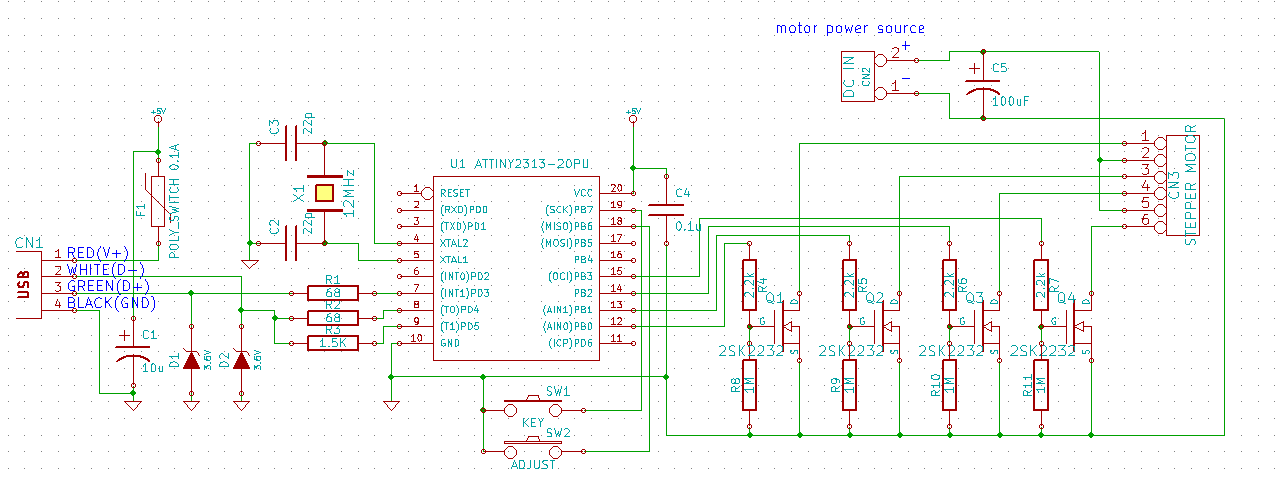 motor power source
DC IN
CN2
2
+
1
−
C5
100uF
+
+5V
F1
POLY_SWITCH 0.1A
C3
22p
X1
12MHz
C2
22p
U1 ATTINY2313-20PU
1 RESET
2 (RXD)PD0
3 (TXD)PD1
4 XTAL2
5 XTAL1
6 (INT0)PD2
7 (INT1)PD3
8 (T0)PD4
9 (T1)PD5
10 GND
VCC 20
(SCK)PB7 19
(MISO)PB6 18
(MOSI)PB5 17
PB4 16
(OCI)PB3 15
PB2 14
(AIN1)PB1 13
(AIN0)PB0 12
(ICP)PD6 11
+5V
C4
0.1u
1
2
3
4
5
6
CN3
STEPPER MOTOR
CN1
USB
1 RED(V+)
2 WHITE(D−)
3 GREEN(D+)
4 BLACK(GND)
R1
68
R2
68
R3
1.5K
+
C1
10u
D1
3.6V
D2
3.6V
2.2k
R4
2.2k
R5
2.2k
R6
2.2k
R7
Q1
D
G
S
2SK2232
Q2
D
G
S
2SK2232
Q3
D
G
S
2SK2232
Q4
D
G
S
2SK2232
R8
1M
R9
1M
R10
1M
R11
1M
SW1
KEY
SW2
ADJUST